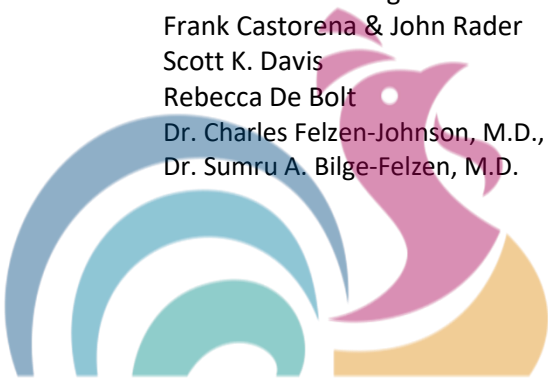 Frank Castorena & John Rader
Scott K. Davis
Rebecca De Bolt
Dr. Charles Felzen-Johnson, M.D.,
Dr. Sumru A. Bilge-Felzen, M.D.